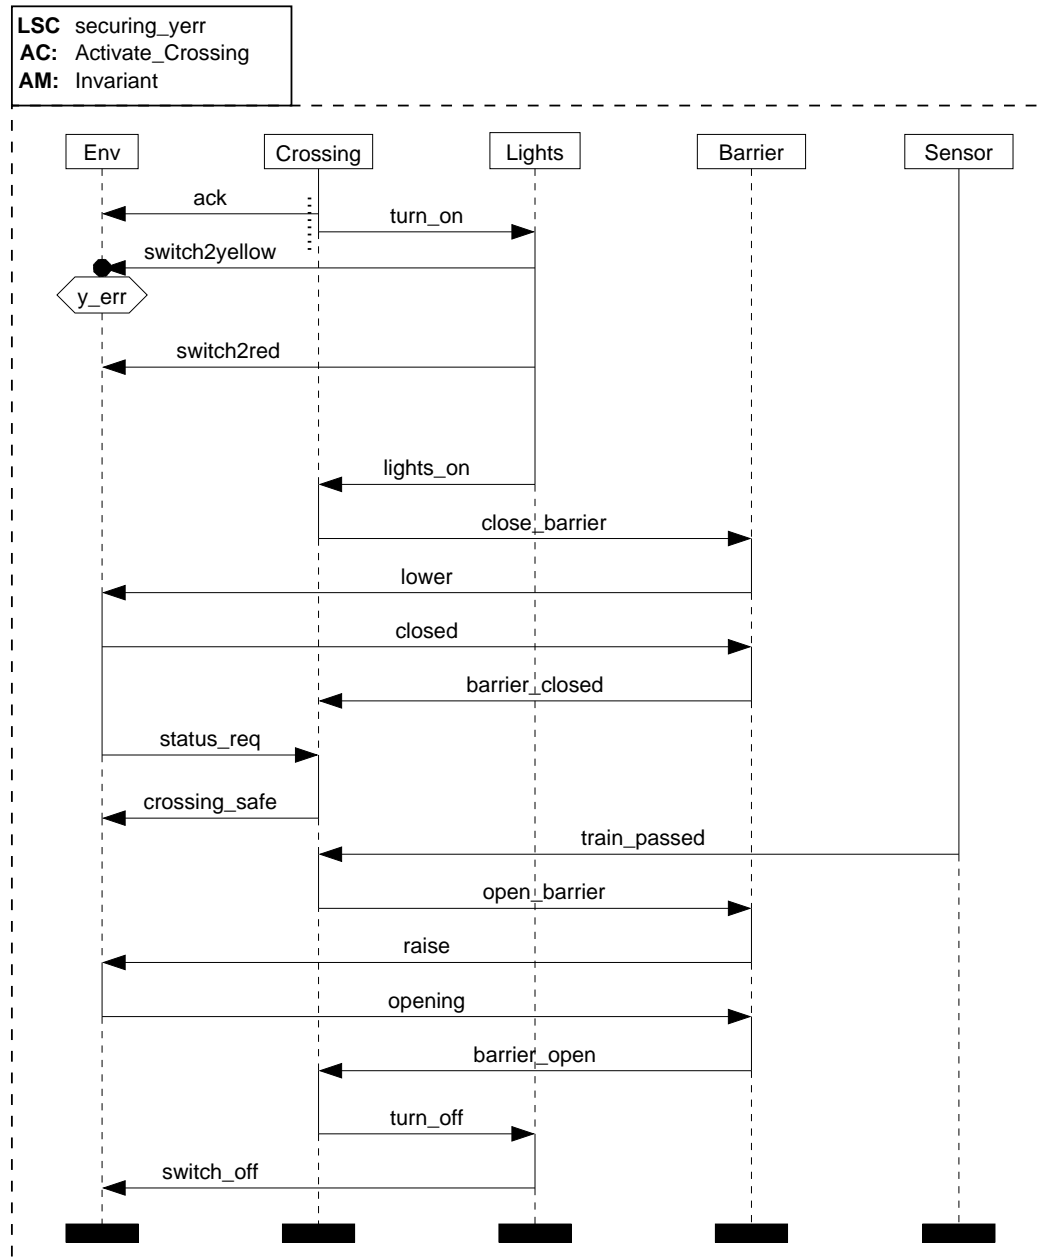 LSC securing_yerr
AC: Activate_Crossing
AM: Invariant
Env Crossing Lights Barrier Sensor
ack
turn_on
switch2yellow
y_err
switch2red
lights_on
close_barrier
lower
closed
barrier_closed
status_req
crossing_safe
train_passed
open_barrier
raise
opening
barrier_open
turn_off
switch_off